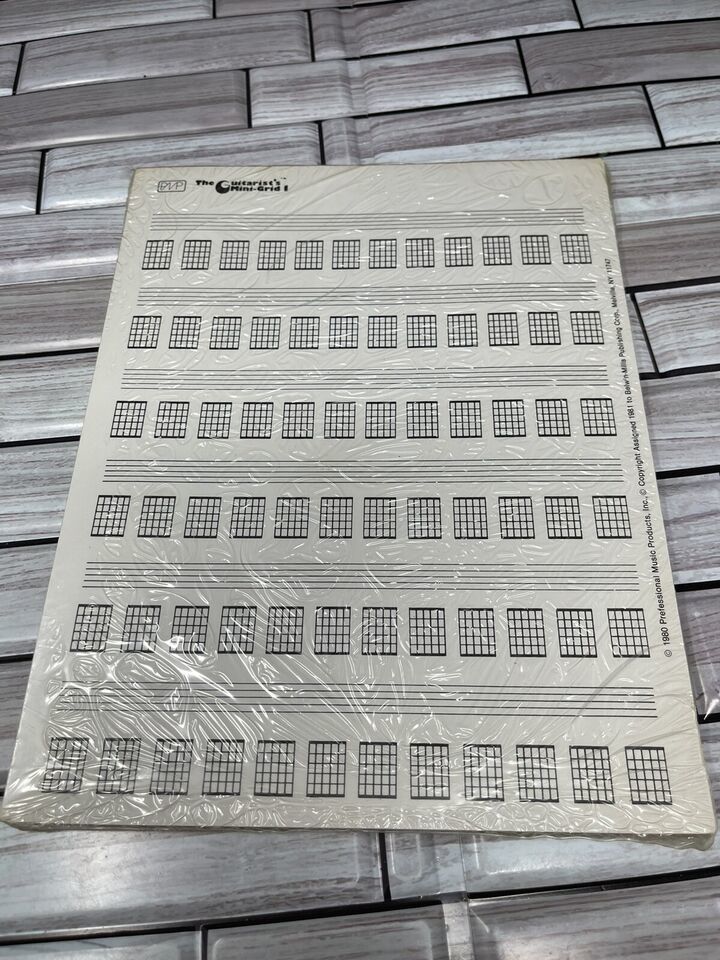 PMP
The Guitarist's™
Mini-Grid I
© 1980 Professional Music Products, Inc., © Copyright Assigned 1981 to Belwin-Mills Publishing Corp., Melville, NY 11747